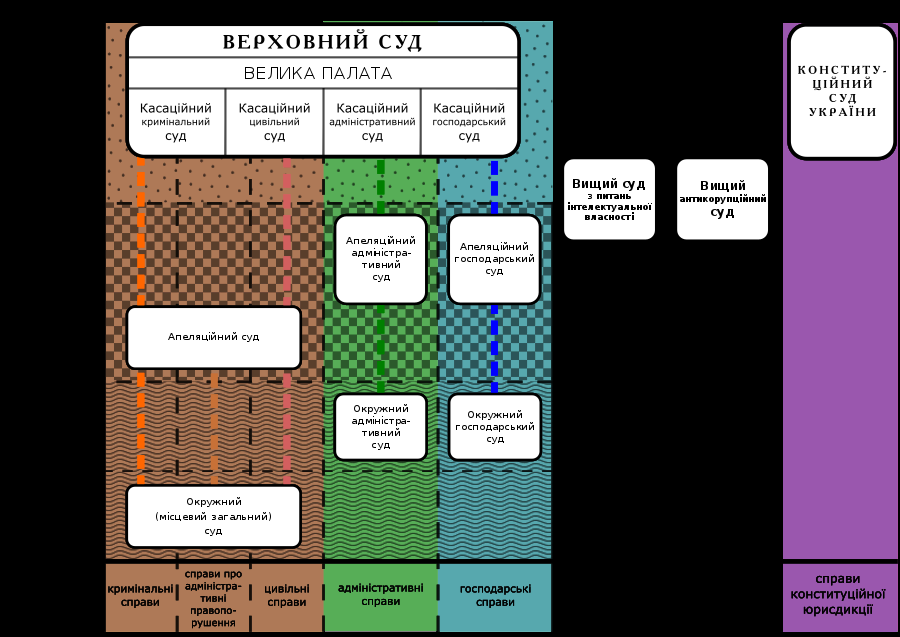 ВЕРХОВНИЙ СУД
ВЕЛИКА ПАЛАТА
Касаційний
кримінальний
суд
Касаційний
цивільний
суд
Касаційний
адміністративний
суд
Касаційний
господарський
суд
КОНСТИТУ-
ЦІЙНИЙ
СУД
УКРАЇНИ
Вищий суд
з питань
інтелектуальної
власності
Вищий
антикорупційний
суд
Апеляційний
адміністра-
тивний
суд
Апеляційний
господарський
суд
Апеляційний суд
Окружний
адміністра-
тивний
суд
Окружний
господарський
суд
Окружний
(місцевий загальний)
суд
кримінальні
справи
справи про
адміністра-
тивні
правопо-
рушення
цивільні
справи
адміністративні
справи
господарські
справи
справи
конституційної
юрисдикції